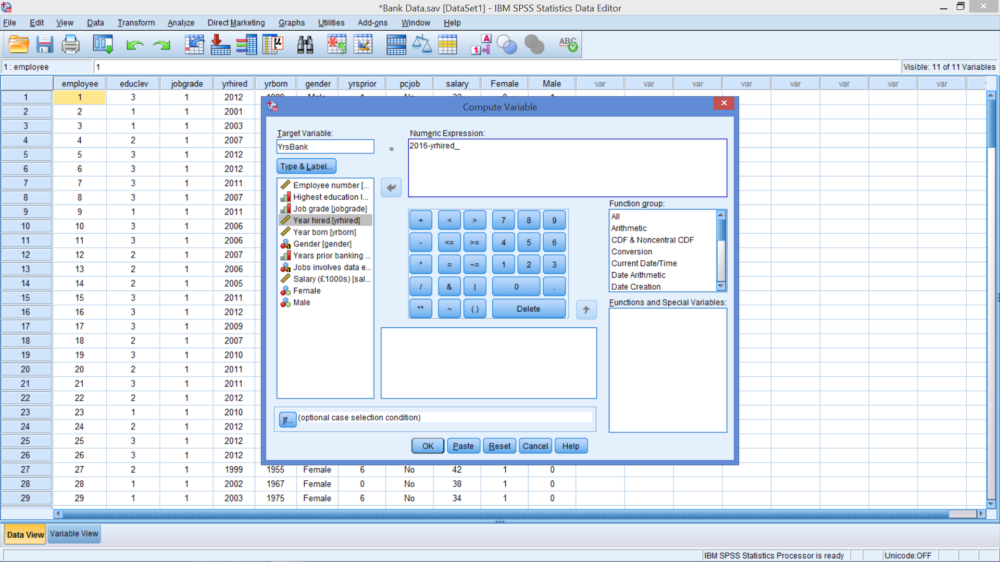 *Bank Data.sav [DataSet1] - IBM SPSS Statistics Data Editor
File Edit View Data Transform Analyze Direct Marketing Graphs Utilities Add-ons Window Help
1 : employee 1 Visible: 11 of 11 Variables
employee educlev jobgrade yrhired yrborn gender yrsprior pcjob salary Female Male var var var var var var var var
1 1 3 1 2012
2 2 1 1 2001
3 3 1 1 2003
4 4 2 1 2007
5 5 3 1 2012
6 6 3 1 2012
7 7 3 1 2011
8 8 3 1 2007
9 9 1 1 2011
10 10 3 1 2006
11 11 3 1 2006
12 12 2 1 2007
13 13 2 1 2006
14 14 2 1 2005
15 15 3 1 2011
16 16 3 1 2012
17 17 3 1 2009
18 18 2 1 2007
19 19 3 1 2010
20 20 2 1 2011
21 21 3 1 2011
22 22 2 1 2012
23 23 1 1 2010
24 24 2 1 2012
25 25 3 1 2012
26 26 3 1 2012
27 27 2 1 1999 1955 Female 6 No 42 1 0
28 28 1 1 2002 1967 Female 0 No 38 1 0
29 29 1 1 2003 1975 Female 6 No 34 1 0
Compute Variable
Target Variable:
YrsBank
=
Numeric Expression:
2016-yrhired_
Type & Label...
Employee number [...
Highest education l...
Job grade [jobgrade]
Year hired [yrhired]
Year born [yrborn]
Gender [gender]
Years prior banking ...
Jobs involves data e...
Salary (£1000s) [sal...
Female
Male
+ < > 7 8 9
- <= >= 4 5 6
* = ~= 1 2 3
/ & | 0 .
** ~ ( ) Delete
Function group:
All
Arithmetic
CDF & Noncentral CDF
Conversion
Current Date/Time
Date Arithmetic
Date Creation
Functions and Special Variables:
If... (optional case selection condition)
OK Paste Reset Cancel Help
Data View Variable View
IBM SPSS Statistics Processor is ready Unicode:OFF